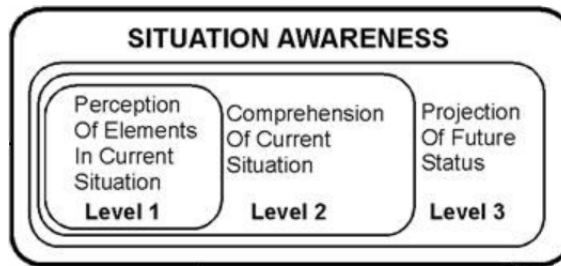 SITUATION AWARENESS
Perception
Of Elements
In Current
Situation
Level 1
Comprehension
Of Current
Situation
Level 2
Projection
Of Future
Status
Level 3